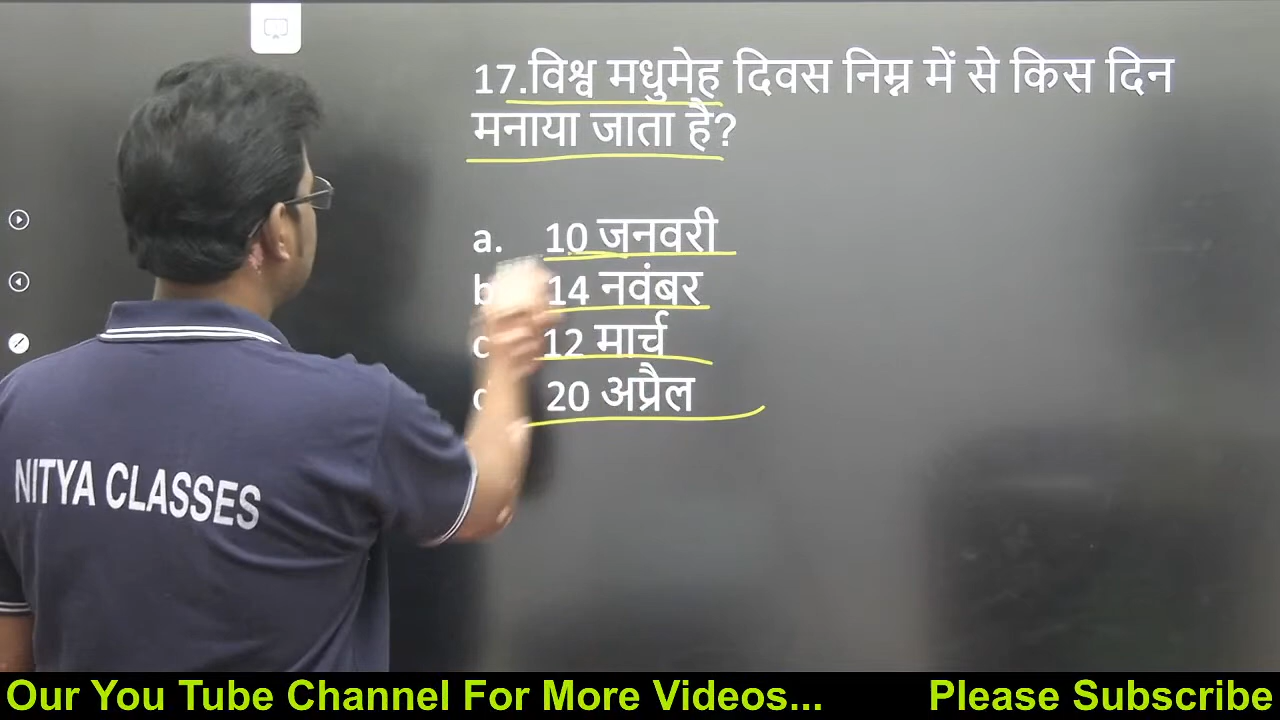 17.विश्व मधुमेह दिवस निम्न में से किस दिन
मनाया जाता है?
a. 10 जनवरी
b 14 नवंबर
c 12 मार्च
d 20 अप्रैल
NITYA CLASSES
Our You Tube Channel For More Videos... Please Subscribe